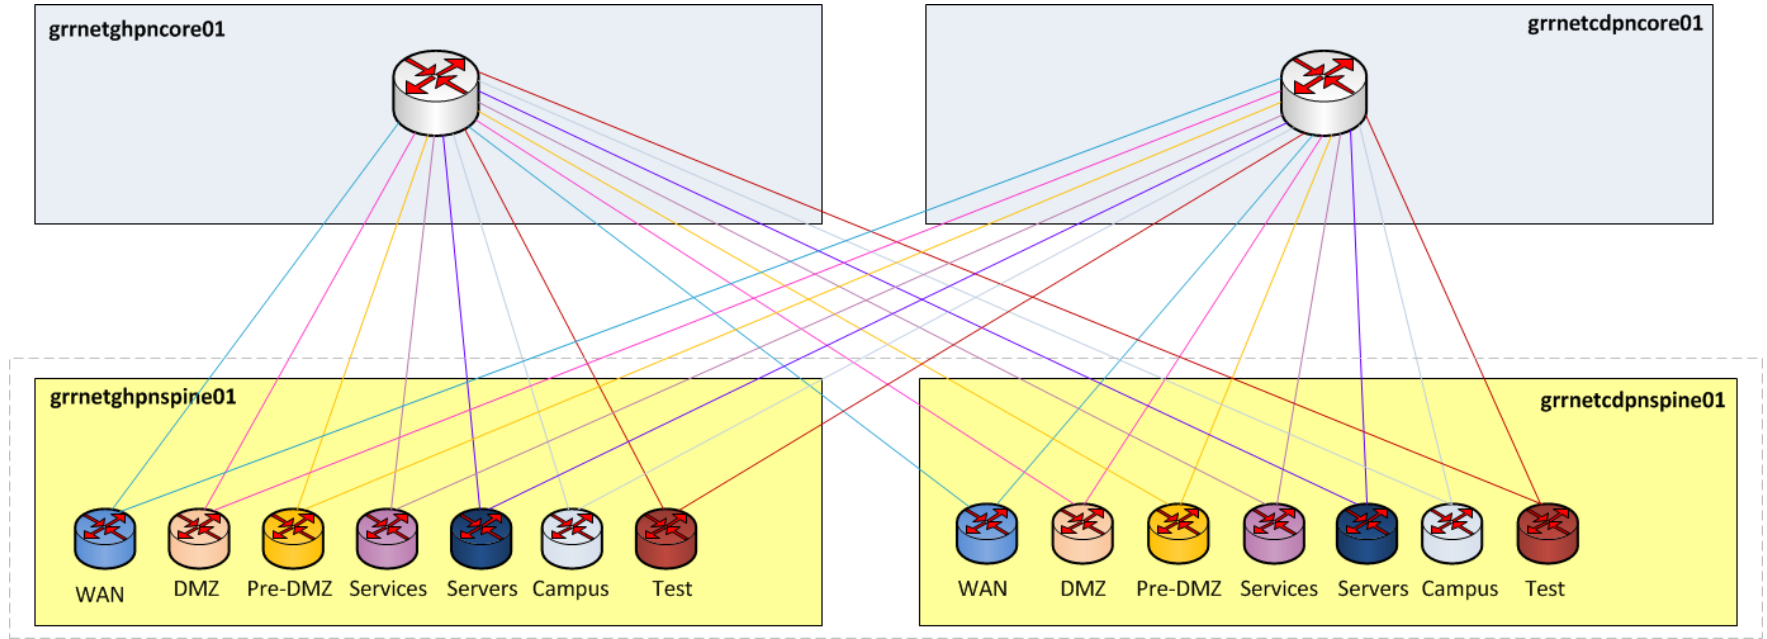 grrnetghpncore01
grrnetcdpncore01
grrnetghpnspine01
grrnetcdpnspine01
WAN DMZ Pre-DMZ Services Servers Campus Test
WAN DMZ Pre-DMZ Services Servers Campus Test